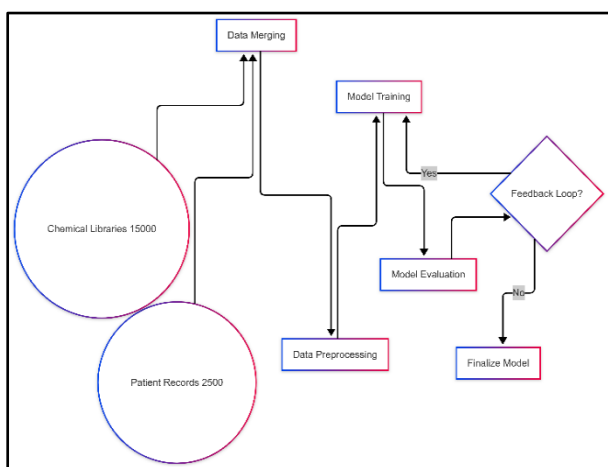 Data Merging
Model Training
Yes
Feedback Loop?
Chemical Libraries 15000
Model Evaluation
No
Data Preprocessing
Finalize Model
Patient Records 2500